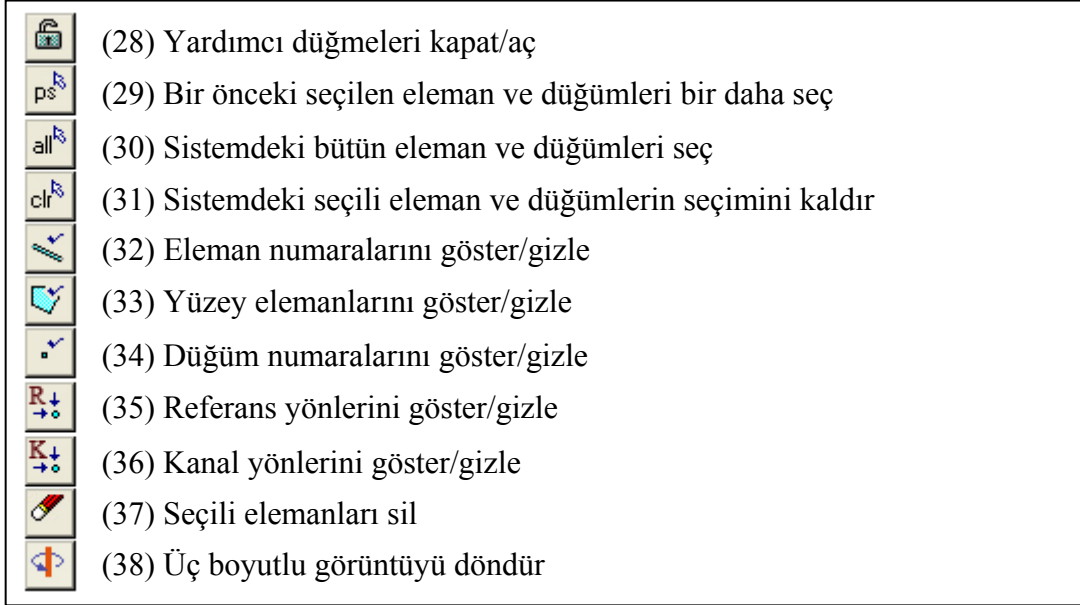 (28) Yardımcı düğmeleri kapat/aç
ps (29) Bir önceki seçilen eleman ve düğümleri bir daha seç
all (30) Sistemdeki bütün eleman ve düğümleri seç
clr (31) Sistemdeki seçili eleman ve düğümlerin seçimini kaldır
(32) Eleman numaralarını göster/gizle
(33) Yüzey elemanlarını göster/gizle
(34) Düğüm numaralarını göster/gizle
R (35) Referans yönlerini göster/gizle
K (36) Kanal yönlerini göster/gizle
(37) Seçili elemanları sil
(38) Üç boyutlu görüntüyü döndür